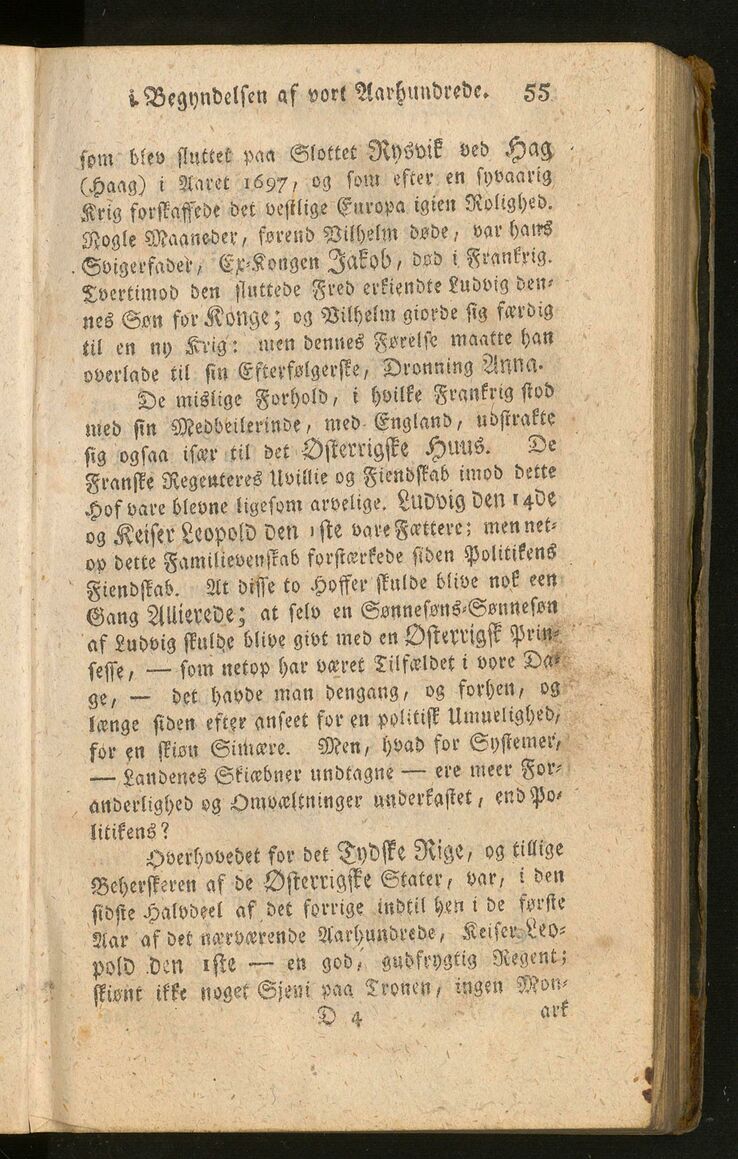 i Begyndelsen af vort Aarhundrede. 55
som blev sluttet paa Slottet Rysvik ved Hag
(Haag) i Aaret 1697, og som efter en syvaarig
Krig forskaffede det vestlige Europa igien Rolighed.
Nogle Maaneder, førend Vilhelm døde, var hans
Svigerfader, Ex-Kongen Jakob, død i Frankrig.
Tvertimod den sluttede Fred erkiendte Ludvig den-
nes Søn for Konge; og Vilhelm giorde sig færdig
til en ny Krig: men dennes Førelse maatte han
overlade til sin Efterfølgerske, Dronning Anna.
De mislige Forhold, i hvilke Frankrig stod
med sin Medbeilerinde, med England, udstrakte
sig ogsaa især til det Østerrigske Huus. De
Franske Regenteres Uvillie og Fiendskab imod dette
Hof vare blevne ligesom arvelige. Ludvig den 14de
og Keiser Leopold den 1ste vare Fættere; men net-
op dette Familievenskab forstærkede siden Politikens
Fiendskab. At disse to Hoffer skulde blive nok een
Gang Allierede; at selv en Sønnesøns-Sønnesøn
af Ludvig skulde blive givt med en Østerrigsk Prin-
sesse, — som netop har været Tilfældet i vore Da-
ge, — det havde man dengang, og forhen, og
længe siden efter anseet for en politisk Umuelighed,
for en skiøn Simære. Men, hvad for Systemer,
— Landenes Skiæbner undtagne — ere meer For-
anderlighed og Omvæltninger underkastet, end Po-
litikens?
Overhovedet for det Tydske Rige, og tillige
Beherskeren af de Østerrigske Stater, var, i den
sidste Halvdeel af det forrige indtil hen i de første
Aar af det nærværende Aarhundrede, Keiser Leo-
pold den 1ste — en god, gudfrygtig Regent;
skiønt ikke noget Sjeni paa Tronen, ingen Mon-
D 4 ark